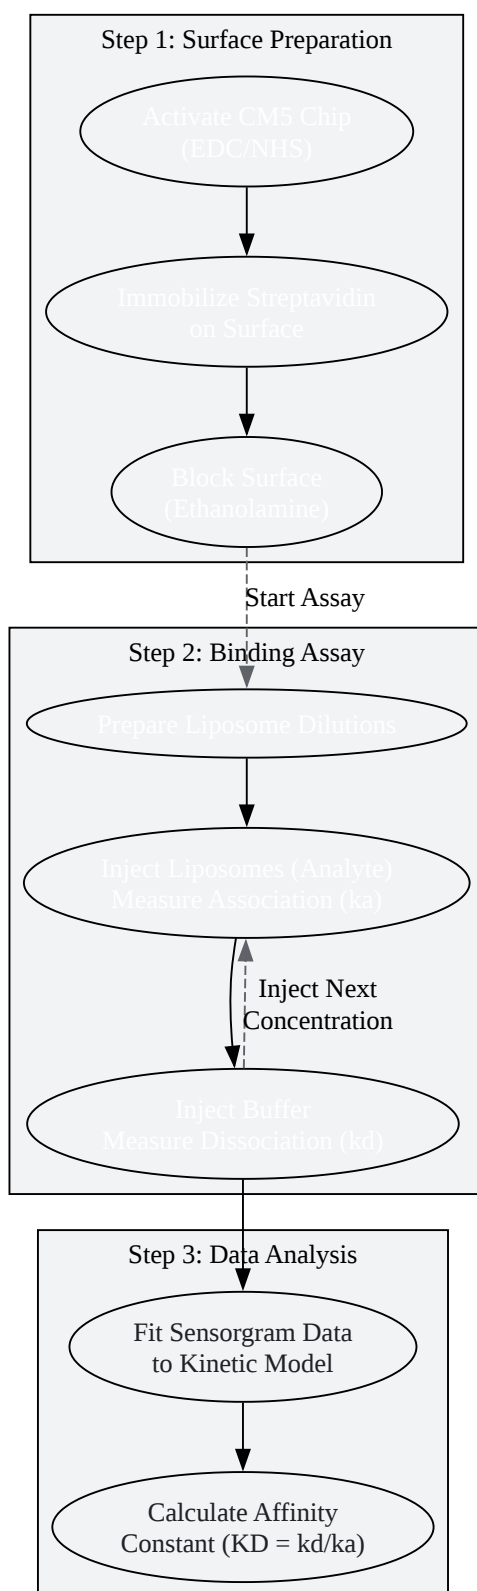 Step 1: Surface Preparation
Activate CM5 Chip
(EDC/NHS)
Immobilize Streptavidin
on Surface
Block Surface
(Ethanolamine)
Start Assay
Step 2: Binding Assay
Prepare Liposome Dilutions
Inject Liposomes (Analyte)
Measure Association (ka)
Inject Next
Concentration
Inject Buffer
Measure Dissociation (kd)
Step 3: Data Analysis
Fit Sensorgram Data
to Kinetic Model
Calculate Affinity
Constant (KD = kd/ka)